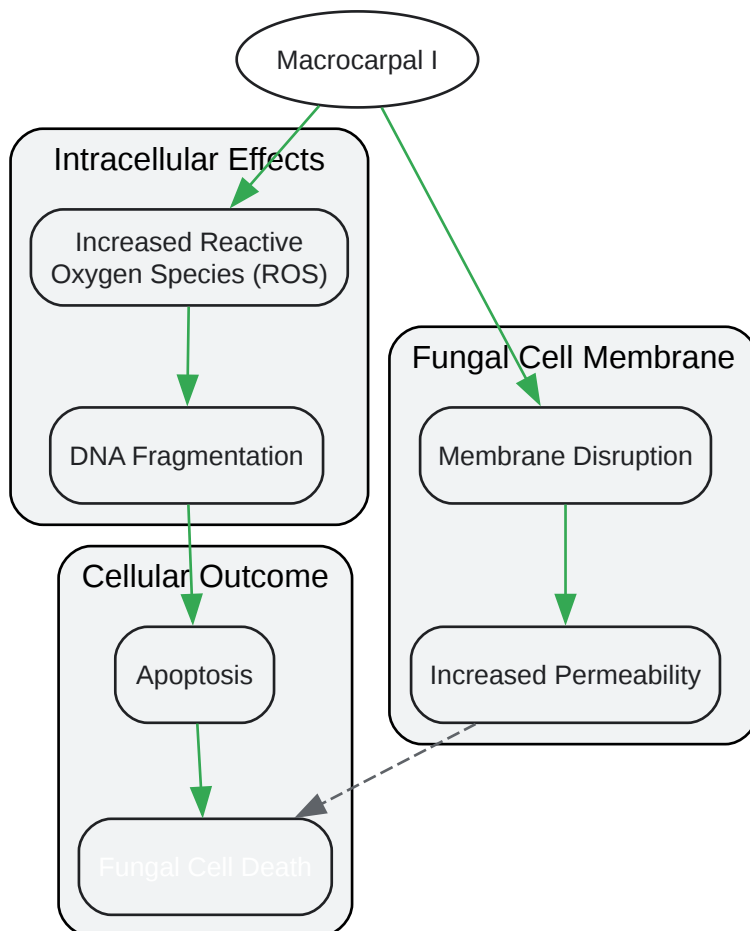 Macrocarpal I
Intracellular Effects
Increased Reactive
Oxygen Species (ROS)
DNA Fragmentation
Fungal Cell Membrane
Membrane Disruption
Increased Permeability
Cellular Outcome
Apoptosis
Fungal Cell Death